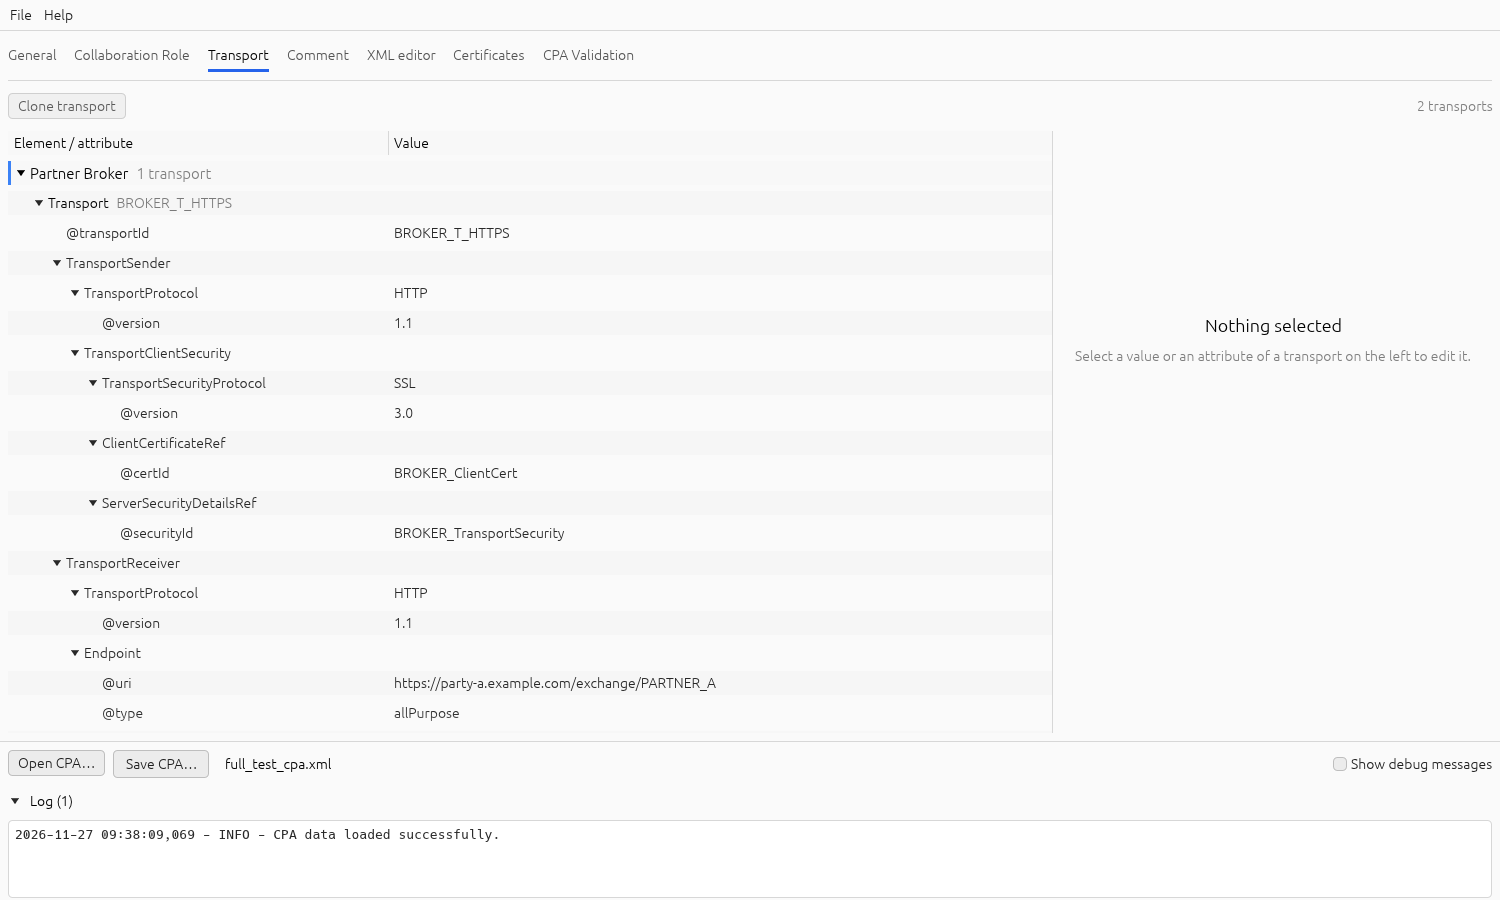 File Help
General Collaboration Role Transport Comment XML editor Certificates CPA Validation
Clone transport 2 transports
Element / attribute Value
Partner Broker 1 transport
Transport BROKER_T_HTTPS
@transportId BROKER_T_HTTPS
TransportSender
TransportProtocol HTTP
@version 1.1
TransportClientSecurity
TransportSecurityProtocol SSL
@version 3.0
ClientCertificateRef
@certId BROKER_ClientCert
ServerSecurityDetailsRef
@securityId BROKER_TransportSecurity
TransportReceiver
TransportProtocol HTTP
@version 1.1
Endpoint
@uri https://party-a.example.com/exchange/PARTNER_A
@type allPurpose
Nothing selected
Select a value or an attribute of a transport on the left to edit it.
Open CPA… Save CPA… full_test_cpa.xml Show debug messages
Log (1)
2026-11-27 09:38:09,069 - INFO - CPA data loaded successfully.